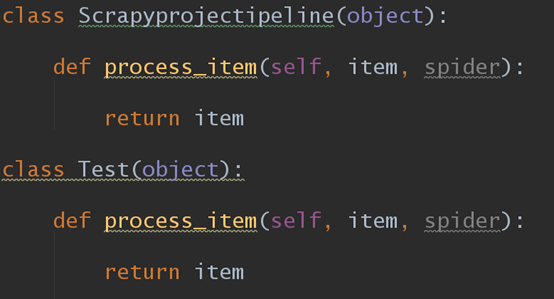 class Scrapyprojectipeline(object):
def process_item(self, item, spider):
return item
class Test(object):
def process_item(self, item, spider):
return item